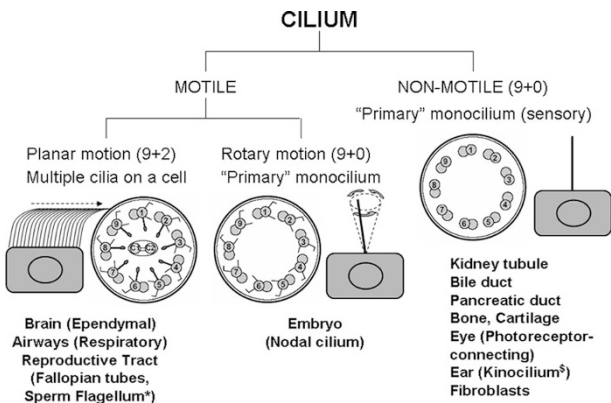 CILIUM
MOTILE
NON-MOTILE (9+0)
“Primary” monocilium (sensory)
Planar motion (9+2)
Multiple cilia on a cell
Rotary motion (9+0)
“Primary” monocilium
1
2
3
4
5
6
7
8
9
C1 C2
1
2
3
4
5
6
7
8
9
1
2
3
4
5
6
7
8
9
Brain (Ependymal)
Airways (Respiratory)
Reproductive Tract
(Fallopian tubes,
Sperm Flagellum*)
Embryo
(Nodal cilium)
Kidney tubule
Bile duct
Pancreatic duct
Bone, Cartilage
Eye (Photoreceptor-
connecting)
Ear (Kinocilium$)
Fibroblasts